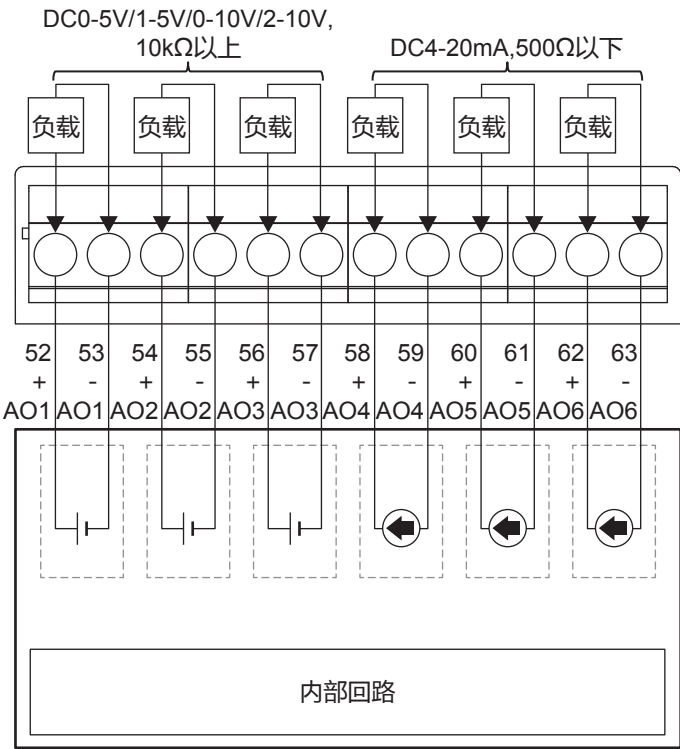 DC0-5V/1-5V/0-10V/2-10V,
10kΩ以上
DC4-20mA,500Ω以下
负载 负载 负载 负载 负载 负载
52 53 54 55 56 57 58 59 60 61 62 63
+ - + - + - + - + - + -
AO1 AO1 AO2 AO2 AO3 AO3 AO4 AO4 AO5 AO5 AO6 AO6
内部回路